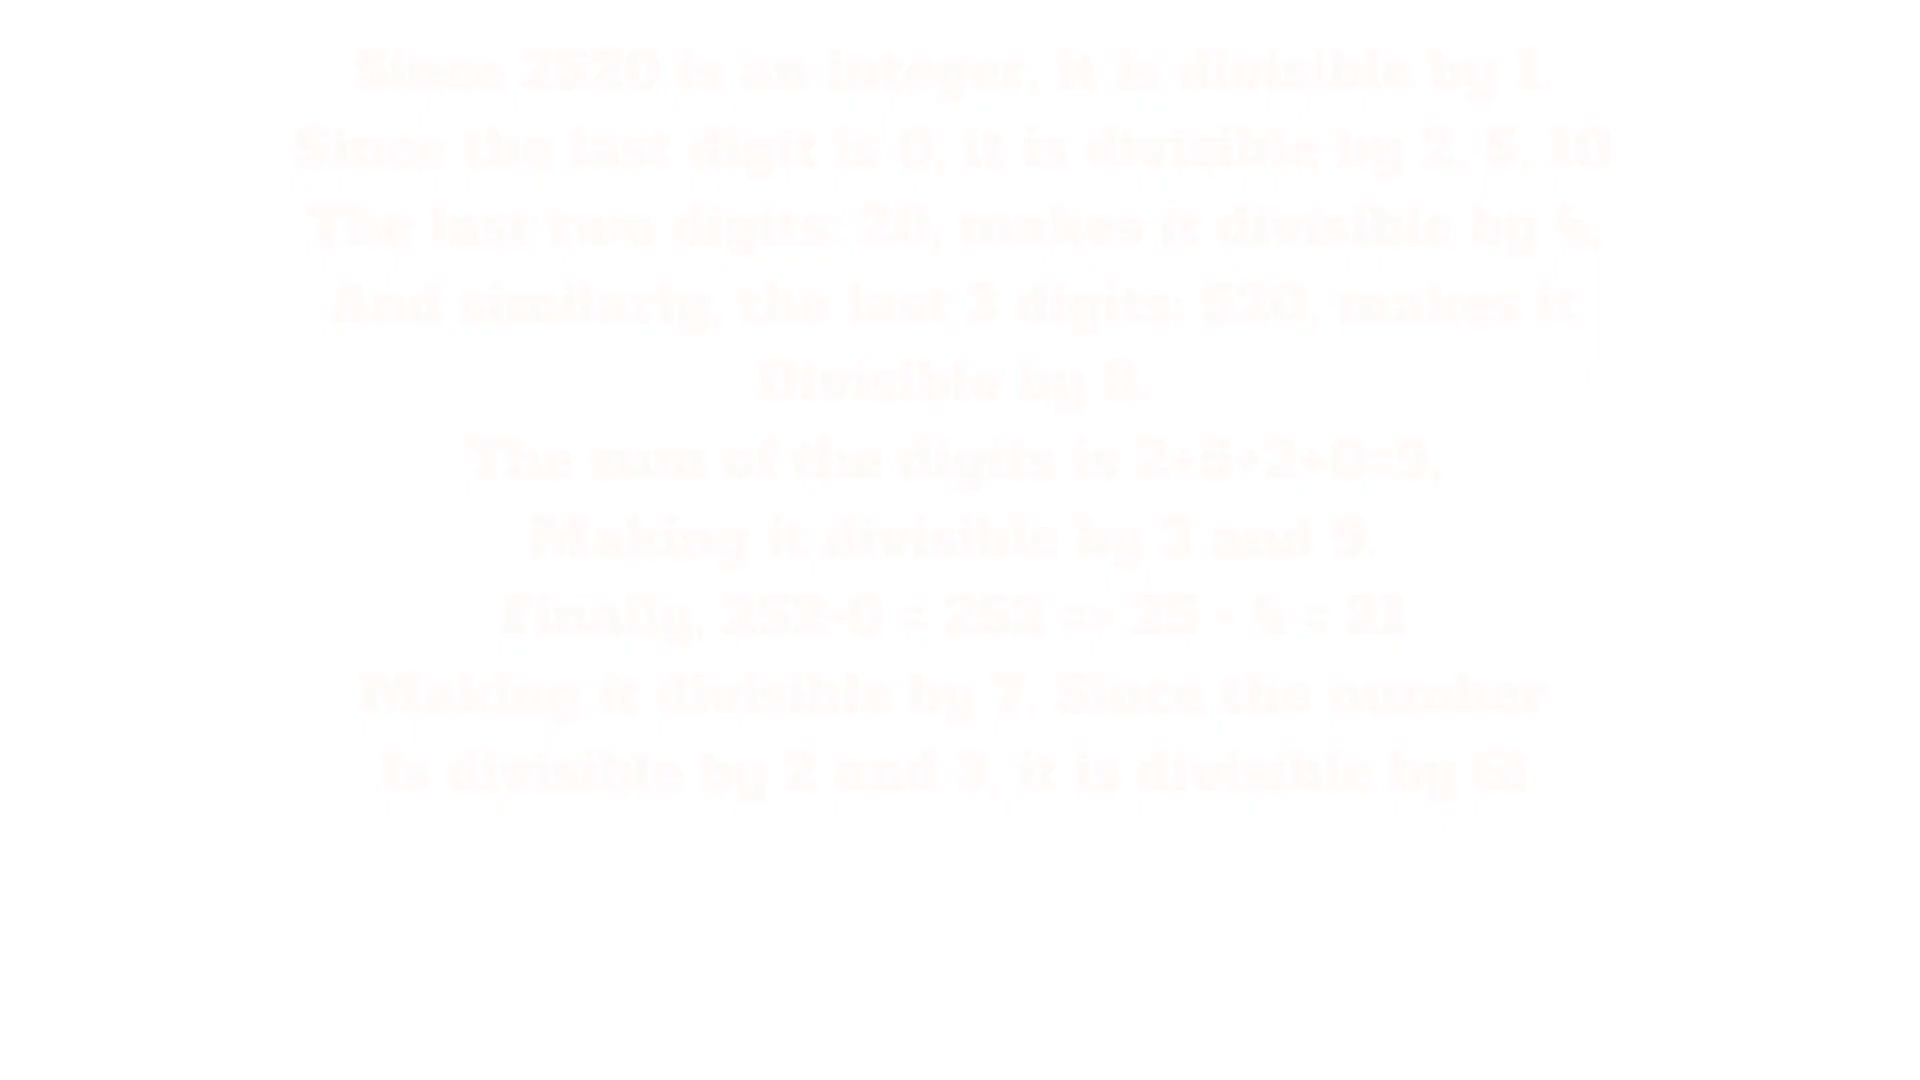 Since 2520 is an integer, it is divisible by 1
Since the last digit is 0, it is divisible by 2, 5, 10
The last two digits: 20, makes it divisible by 4,
And similarly, the last 3 digits: 520, makes it
Divisible by 8.
The sum of the digits is 2+5+2+0=9,
Making it divisible by 3 and 9.
Finally, 252-0 = 252 => 25 - 4 = 21
Making it divisible by 7. Since the number
Is divisible by 2 and 3, it is divisible by 6!